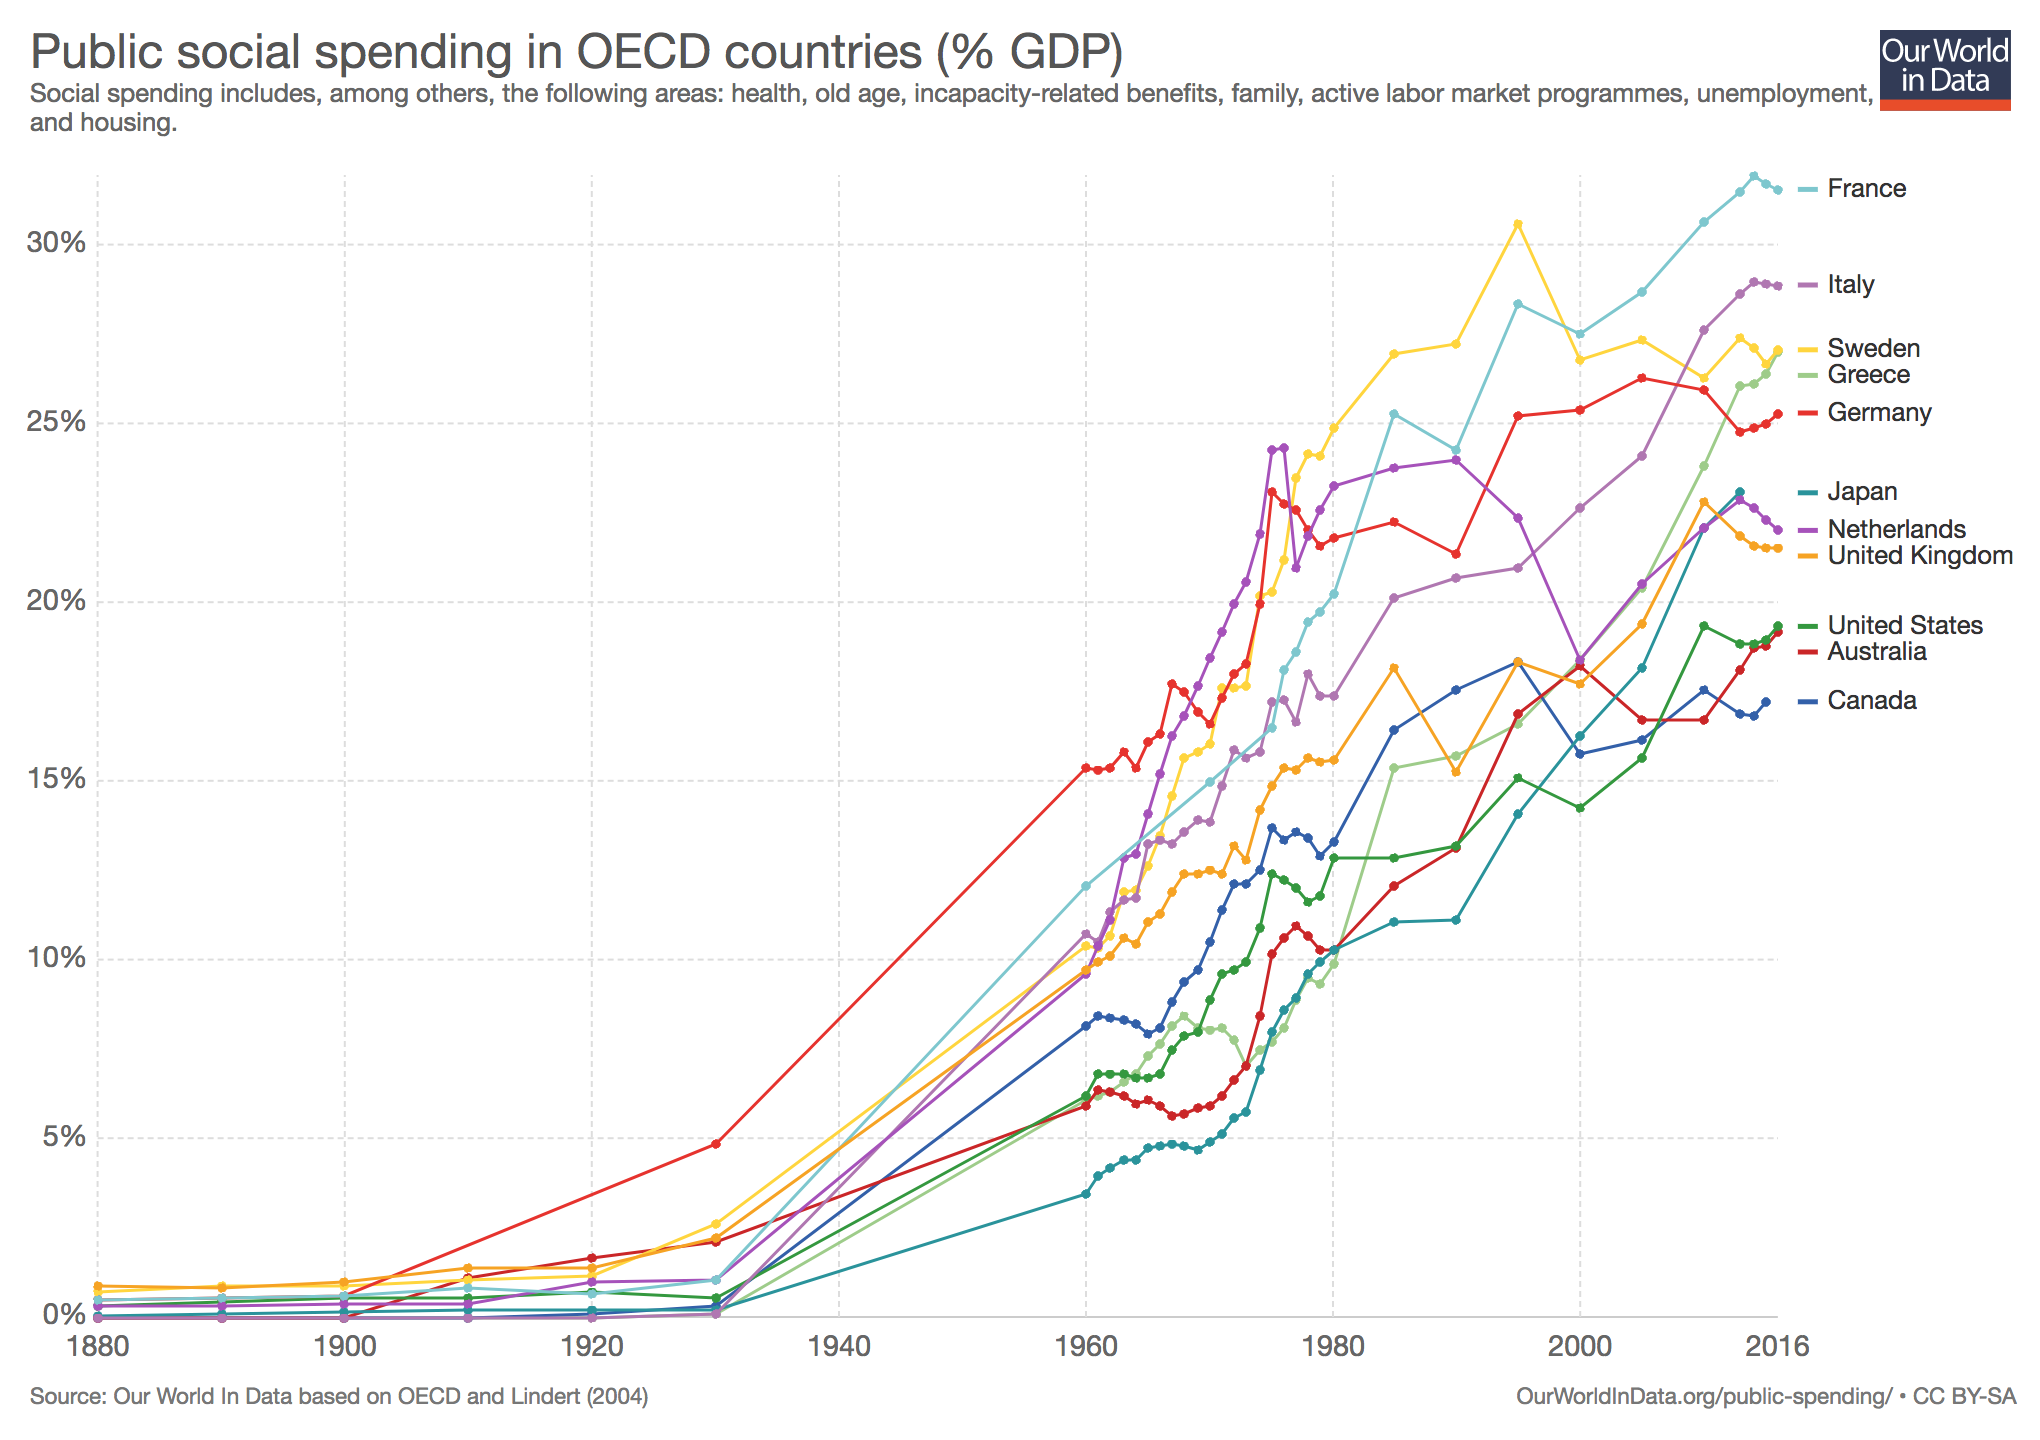 Public social spending in OECD countries (% GDP)
Our World
in Data
Social spending includes, among others, the following areas: health, old age, incapacity-related benefits, family, active labor market programmes, unemployment,
and housing.
France
30%
Italy
Sweden
Greece
25%
Germany
Japan
Netherlands
United Kingdom
20%
United States
Australia
Canada
15%
10%
5%
0%
1880 1900 1920 1940 1960 1980 2000 2016
Source: Our World In Data based on OECD and Lindert (2004)
OurWorldInData.org/public-spending/ • CC BY-SA